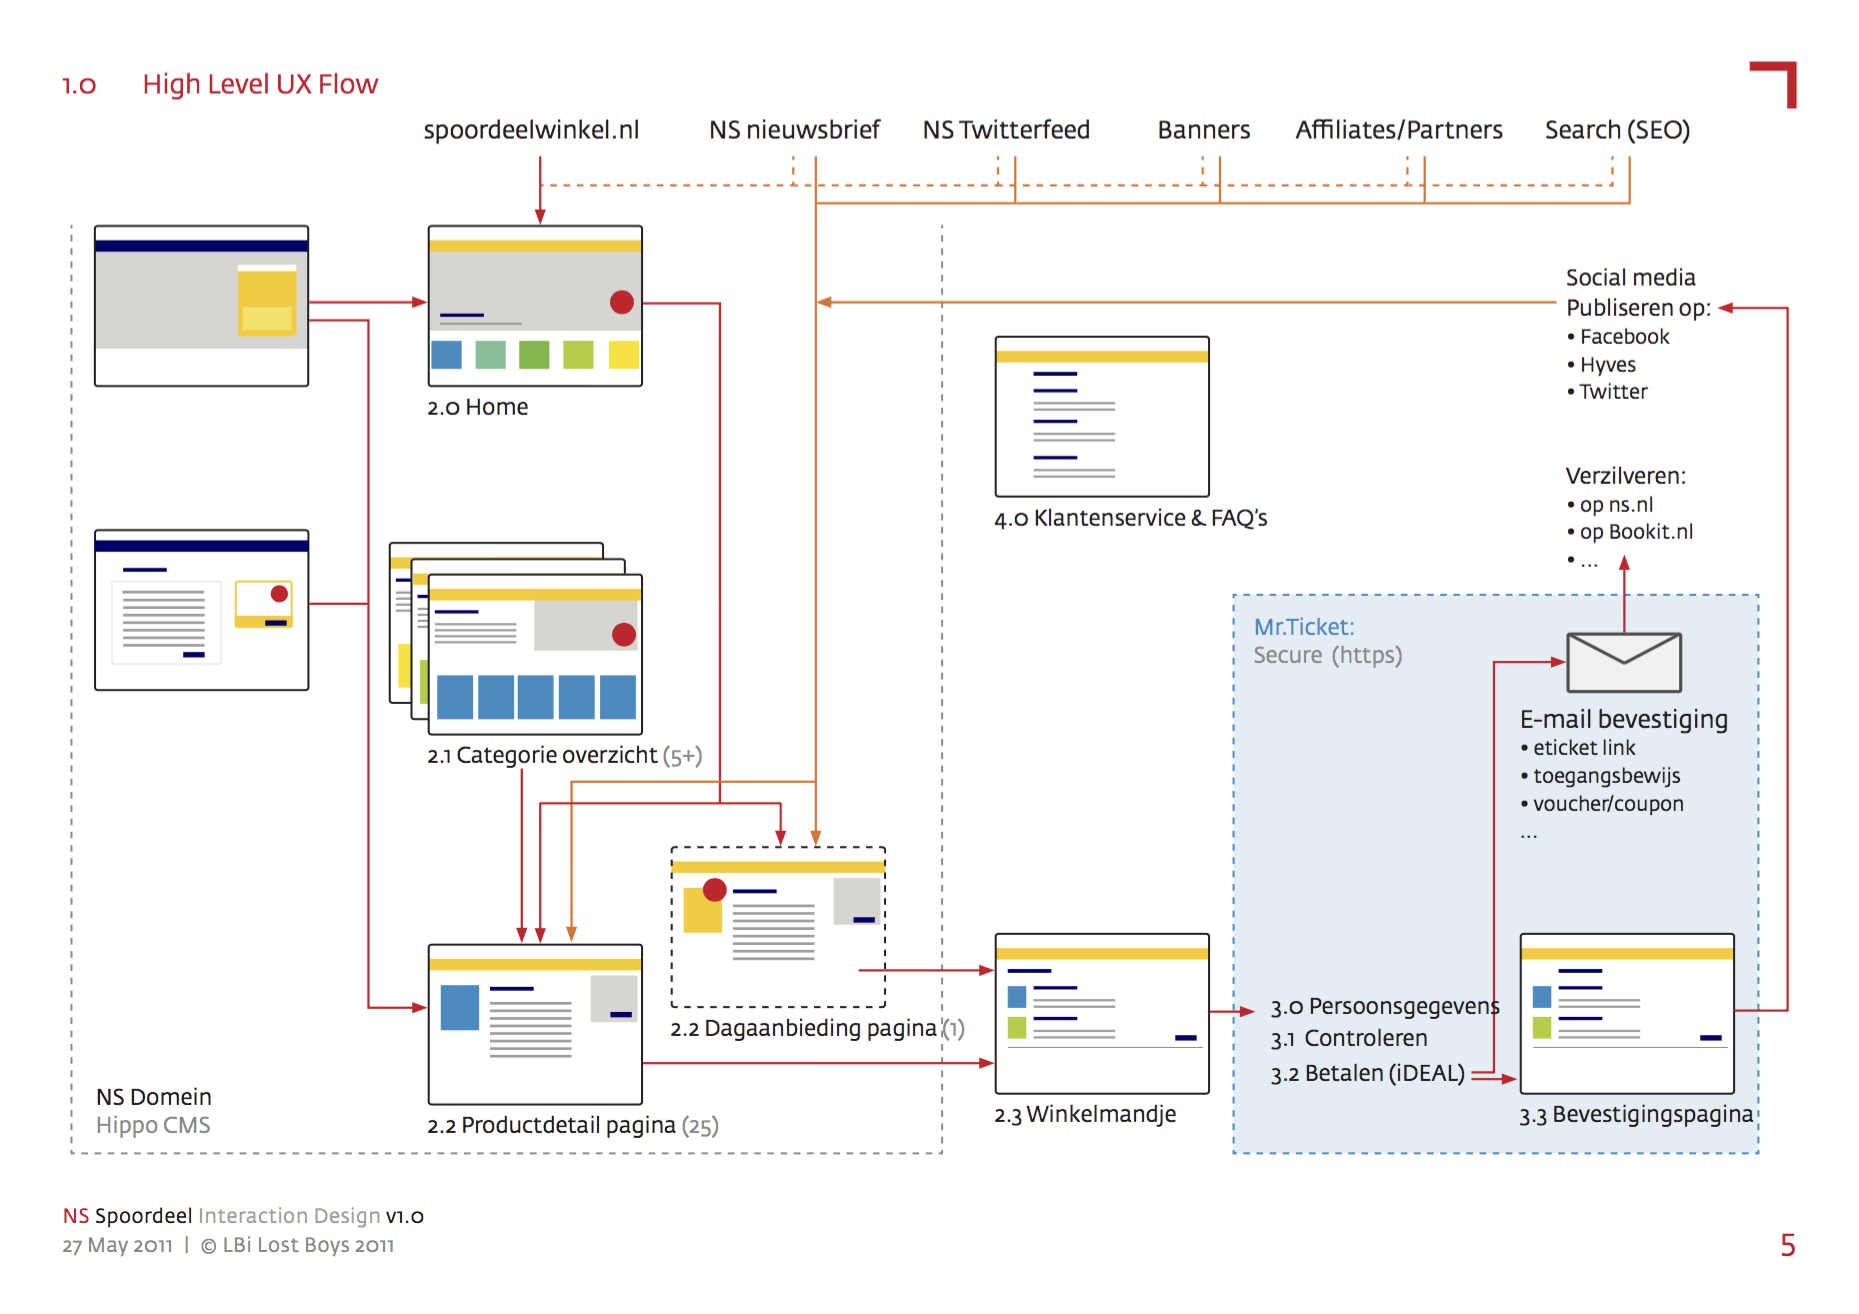 1.0 High Level UX Flow
spoordeelwinkel.nl NS nieuwsbrief NS Twitterfeed Banners Affiliates/Partners Search (SEO)
2.0 Home
Social media
Publiseren op:
• Facebook
• Hyves
• Twitter
4.0 Klantenservice & FAQ's
Verzilveren:
• op ns.nl
• op Bookit.nl
• ...
2.1 Categorie overzicht (5+)
Mr.Ticket:
Secure (https)
E-mail bevestiging
• eticket link
• toegangsbewijs
• voucher/coupon
...
2.2 Dagaanbieding pagina (1)
2.2 Productdetail pagina (25)
2.3 Winkelmandje
3.0 Persoonsgegevens
3.1 Controleren
3.2 Betalen (iDEAL)
3.3 Bevestigingspagina
NS Domein
Hippo CMS
NS Spoordeel Interaction Design v1.0
27 May 2011 | © LBi Lost Boys 2011
5